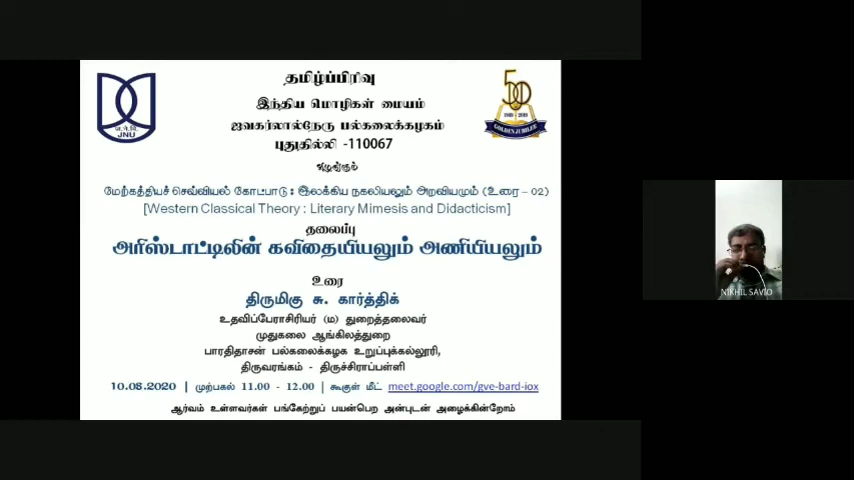 தமிழ்ப்பிரிவு
இந்திய மொழிகள் மையம்
ஜவகர்லால்நேரு பல்கலைக்கழகம்
புதுதில்லி -110067
வழங்கும்
மேற்கத்தியச் செவ்வியல் கோட்பாடு : இலக்கிய நகலியலும் அறவியமும் (உரை – 02)
[Western Classical Theory : Literary Mimesis and Didacticism]
தலைப்பு
அரிஸ்டாட்டிலின் கவிதையியலும் அணியியலும்
உரை
திருமிகு சு. கார்த்திக்
உதவிப்பேராசிரியர் (ம) துறைத்தலைவர்
முதுகலை ஆங்கிலத்துறை
பாரதிதாசன் பல்கலைக்கழக உறுப்புக்கல்லூரி,
திருவரங்கம் - திருச்சிராப்பள்ளி
10.08.2020 | முற்பகல் 11.00 - 12.00 | கூகுள் மீட் meet.google.com/gve-bard-iox
ஆர்வம் உள்ளவர்கள் பங்கேற்றுப் பயன்பெற அன்புடன் அழைக்கின்றோம்
JNU
50
GOLDEN JUBILEE
NIKHIL SAVIO